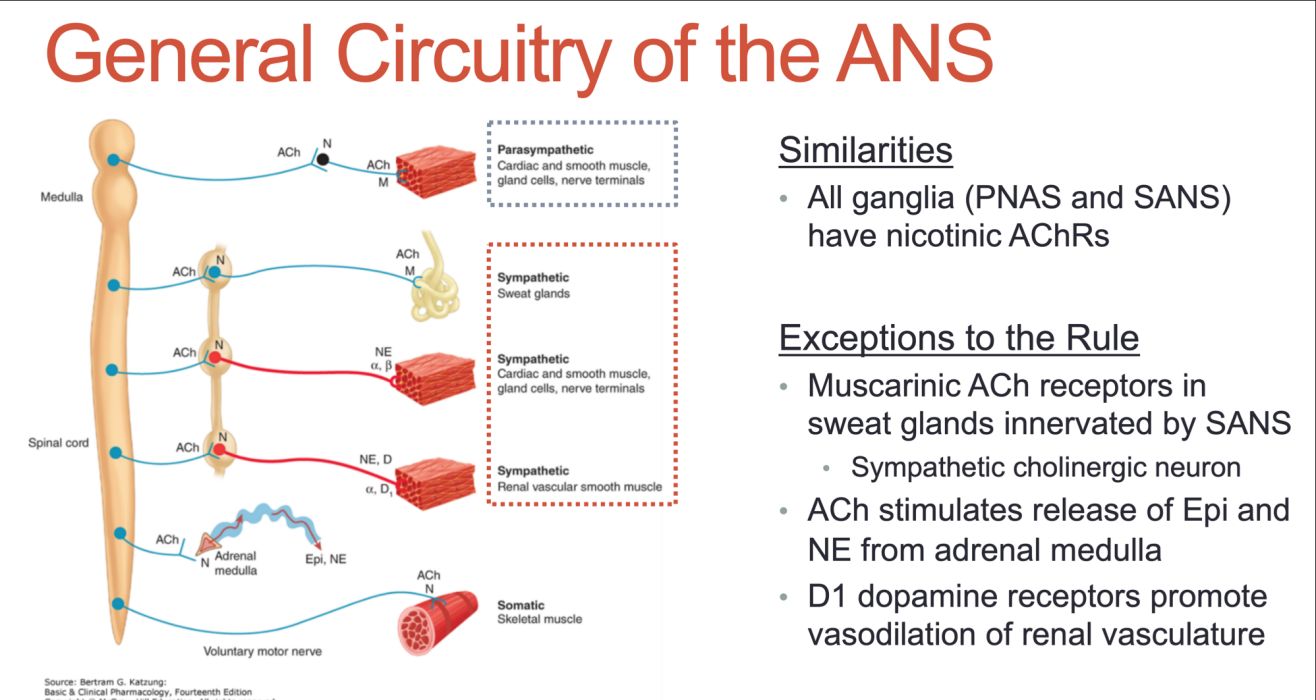 General Circuitry of the ANS
Medulla
Spinal cord
ACh
N
ACh
M
Parasympathetic
Cardiac and smooth muscle,
gland cells, nerve terminals
ACh
N
ACh
M
Sympathetic
Sweat glands
ACh
N
NE
α, β
Sympathetic
Cardiac and smooth muscle,
gland cells, nerve terminals
ACh
N
NE, D
α, D₁
Sympathetic
Renal vascular smooth muscle
ACh
N
Adrenal
medulla
Epi, NE
ACh
N
Somatic
Skeletal muscle
Voluntary motor nerve
Source: Bertram G. Katzung:
Basic & Clinical Pharmacology, Fourteenth Edition
Similarities
• All ganglia (PNAS and SANS)
have nicotinic AChRs
Exceptions to the Rule
• Muscarinic ACh receptors in
sweat glands innervated by SANS
• Sympathetic cholinergic neuron
• ACh stimulates release of Epi and
NE from adrenal medulla
• D1 dopamine receptors promote
vasodilation of renal vasculature